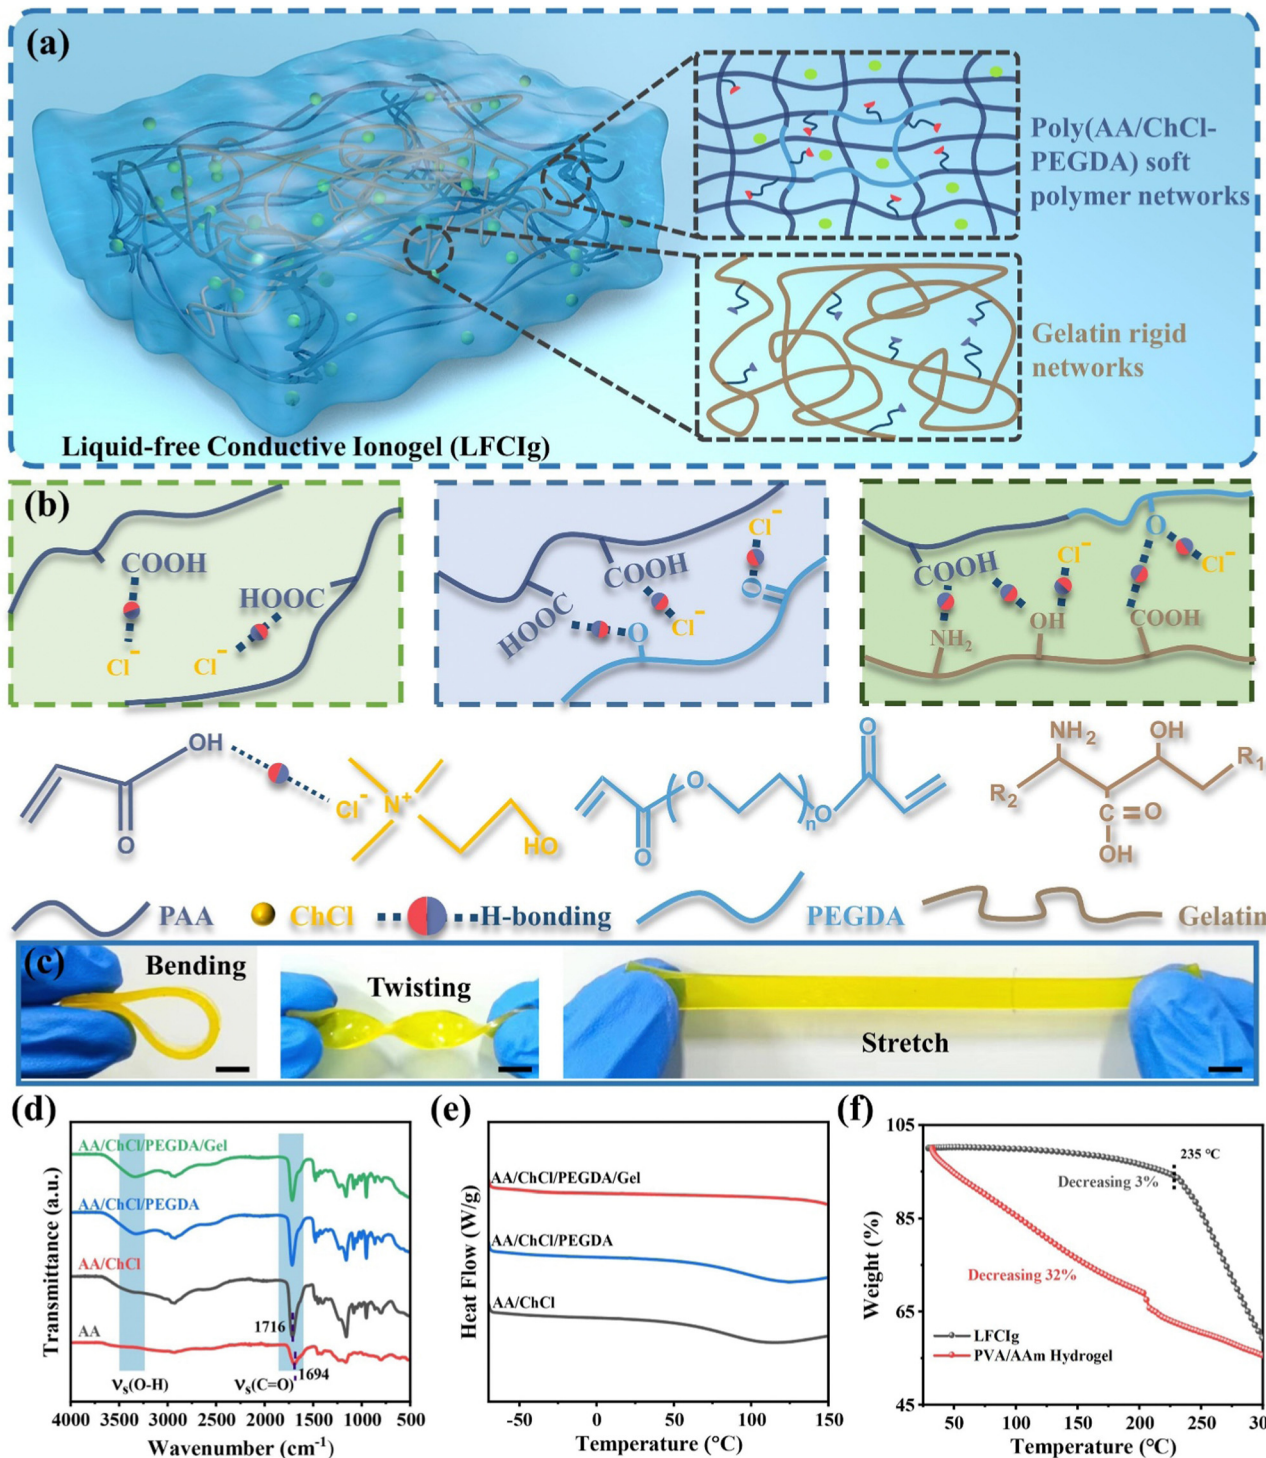 (a)
Poly(AA/ChCl-
PEGDA) soft
polymer networks
Gelatin rigid
networks
Liquid-free Conductive Ionogel (LFCIg)
(b)
COOH
HOOC
Cl⁻
Cl⁻
COOH
HOOC
Cl⁻
Cl⁻
O
O
COOH
NH₂
OH
Cl⁻
O
Cl⁻
COOH
OH
O
Cl⁻
N⁺
HO
O
O
O
O
n
NH₂
OH
R₂
R₁
C
O
OH
PAA
ChCl
H-bonding
PEGDA
Gelatin
(c)
Bending
Twisting
Stretch
(d)
AA/ChCl/PEGDA/Gel
AA/ChCl/PEGDA
AA/ChCl
AA
1716
1694
νs(O-H)
νs(C=O)
Transmittance (a.u.)
4000 3500 3000 2500 2000 1500 1000 500
Wavenumber (cm⁻¹)
(e)
AA/ChCl/PEGDA/Gel
AA/ChCl/PEGDA
AA/ChCl
Heat Flow (W/g)
-50 0 50 100 150
Temperature (°C)
(f)
105
85
65
45
Weight (%)
235 °C
Decreasing 3%
Decreasing 32%
LFCIg
PVA/AAm Hydrogel
50 100 150 200 250 30
Temperature (°C)